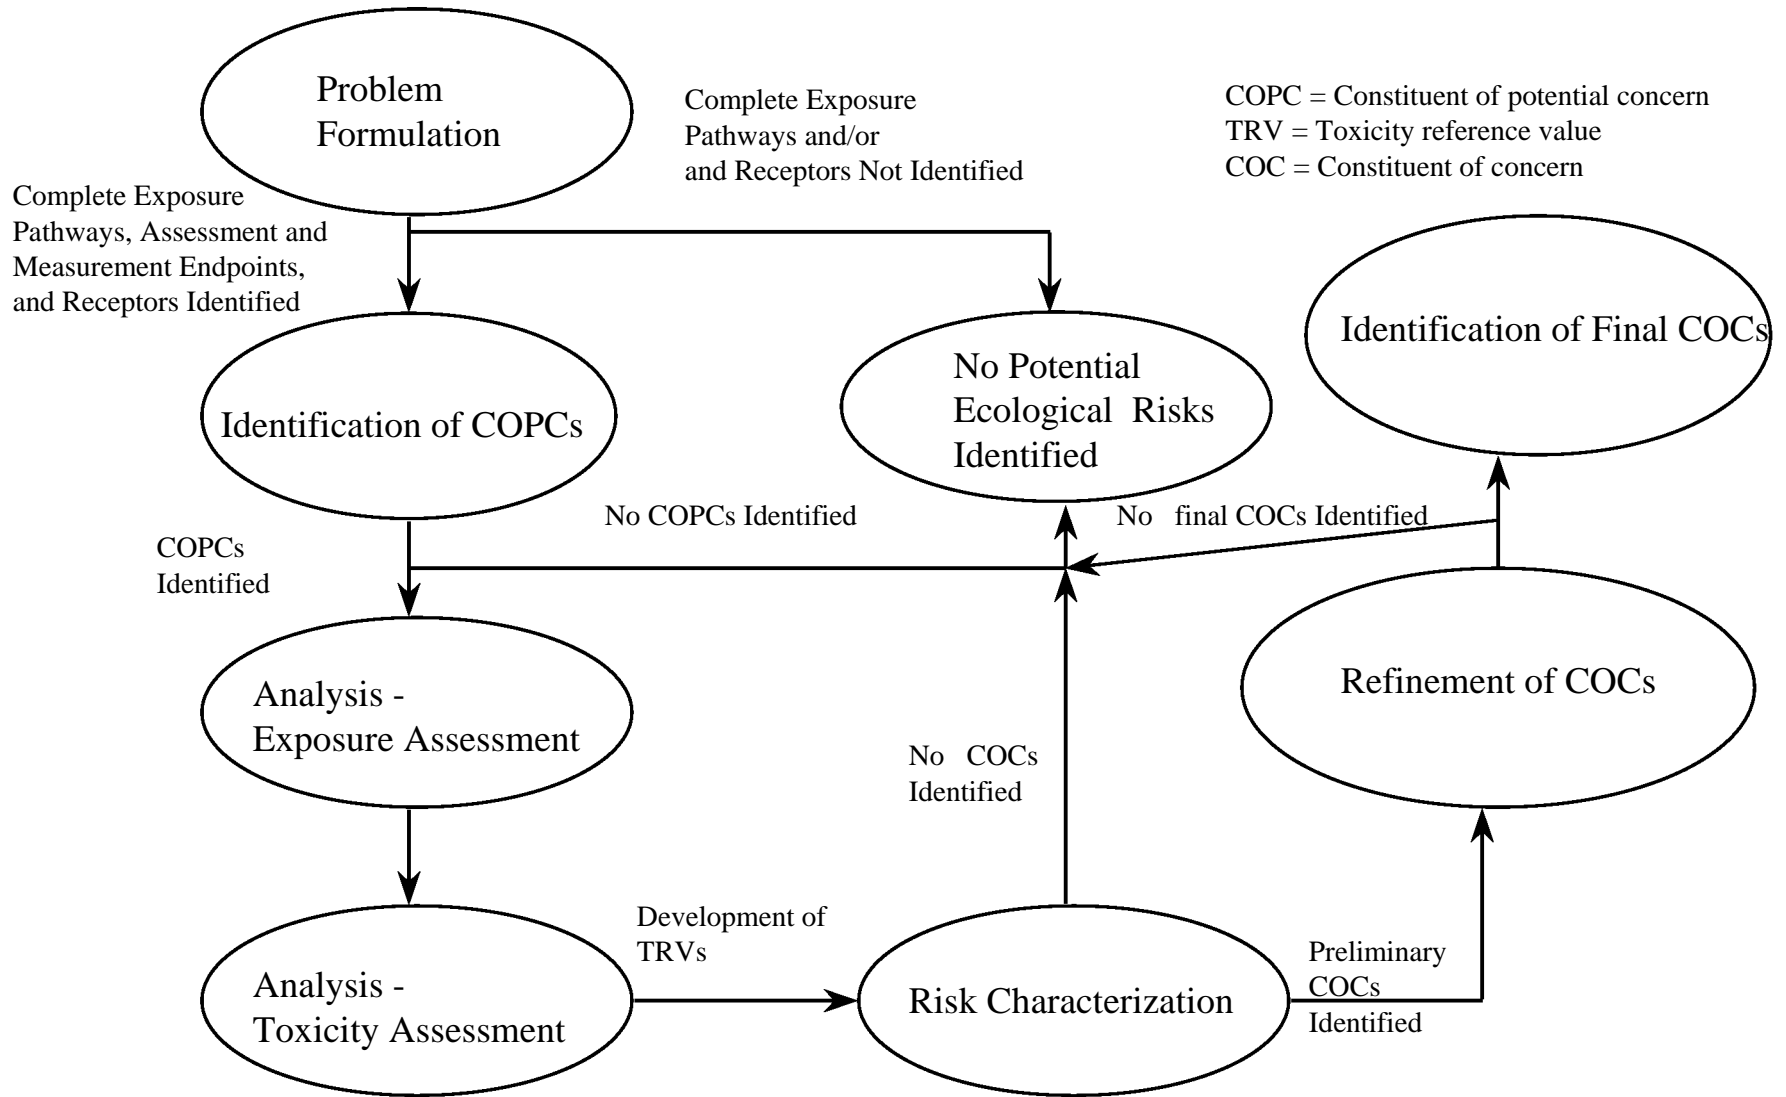 Problem
Formulation
Complete Exposure
Pathways and/or
and Receptors Not Identified
COPC = Constituent of potential concern
TRV = Toxicity reference value
COC = Constituent of concern
Complete Exposure
Pathways, Assessment and
Measurement Endpoints,
and Receptors Identified
Identification of Final COCs
No Potential
Ecological Risks
Identified
Identification of COPCs
No COPCs Identified
No final COCs Identified
COPCs
Identified
Analysis -
Exposure Assessment
Refinement of COCs
No COCs
Identified
Development of
TRVs
Preliminary
COCs
Identified
Analysis -
Toxicity Assessment
Risk Characterization